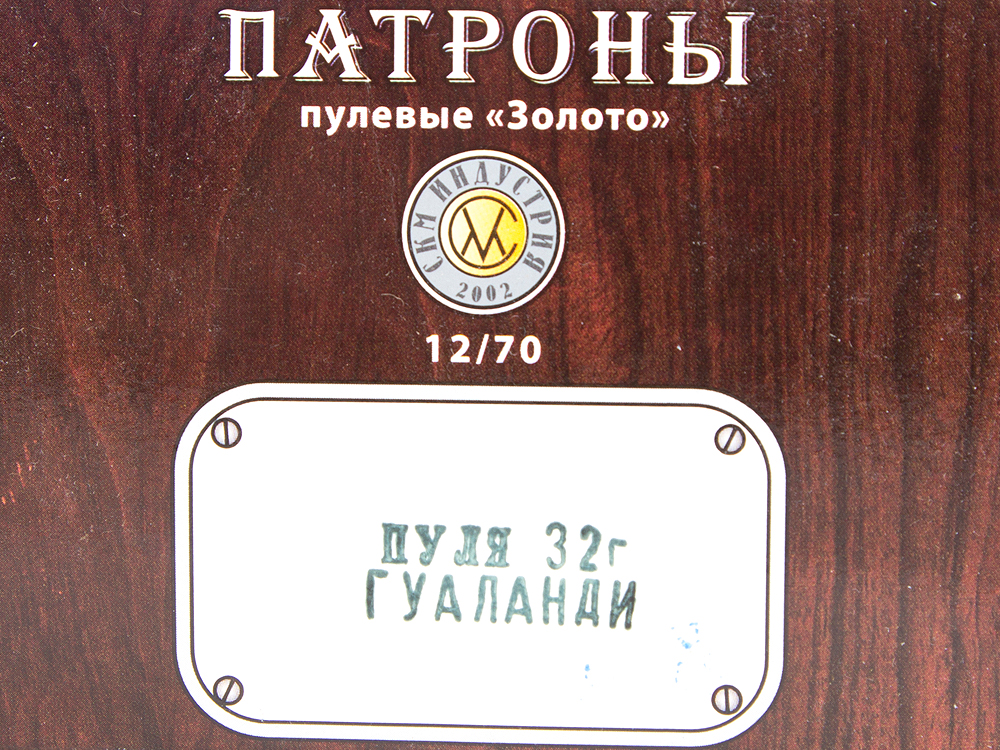 ПАТРОНЫ
пулевые «Золото»
СКМ ИНДУСТРИЯ
2002
12/70
ПУЛЯ 32г
ГУАЛАНДИ